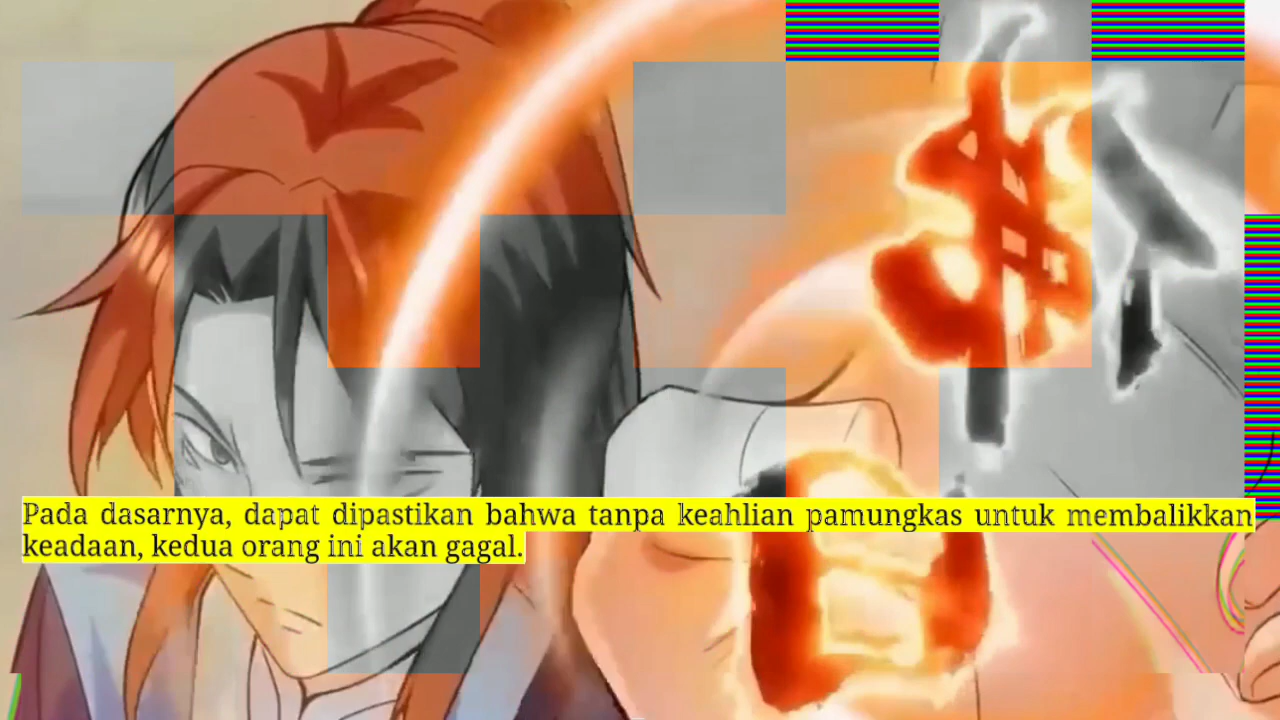 Pada dasarnya, dapat dipastikan bahwa tanpa keahlian pamungkas untuk membalikkan
keadaan, kedua orang ini akan gagal.